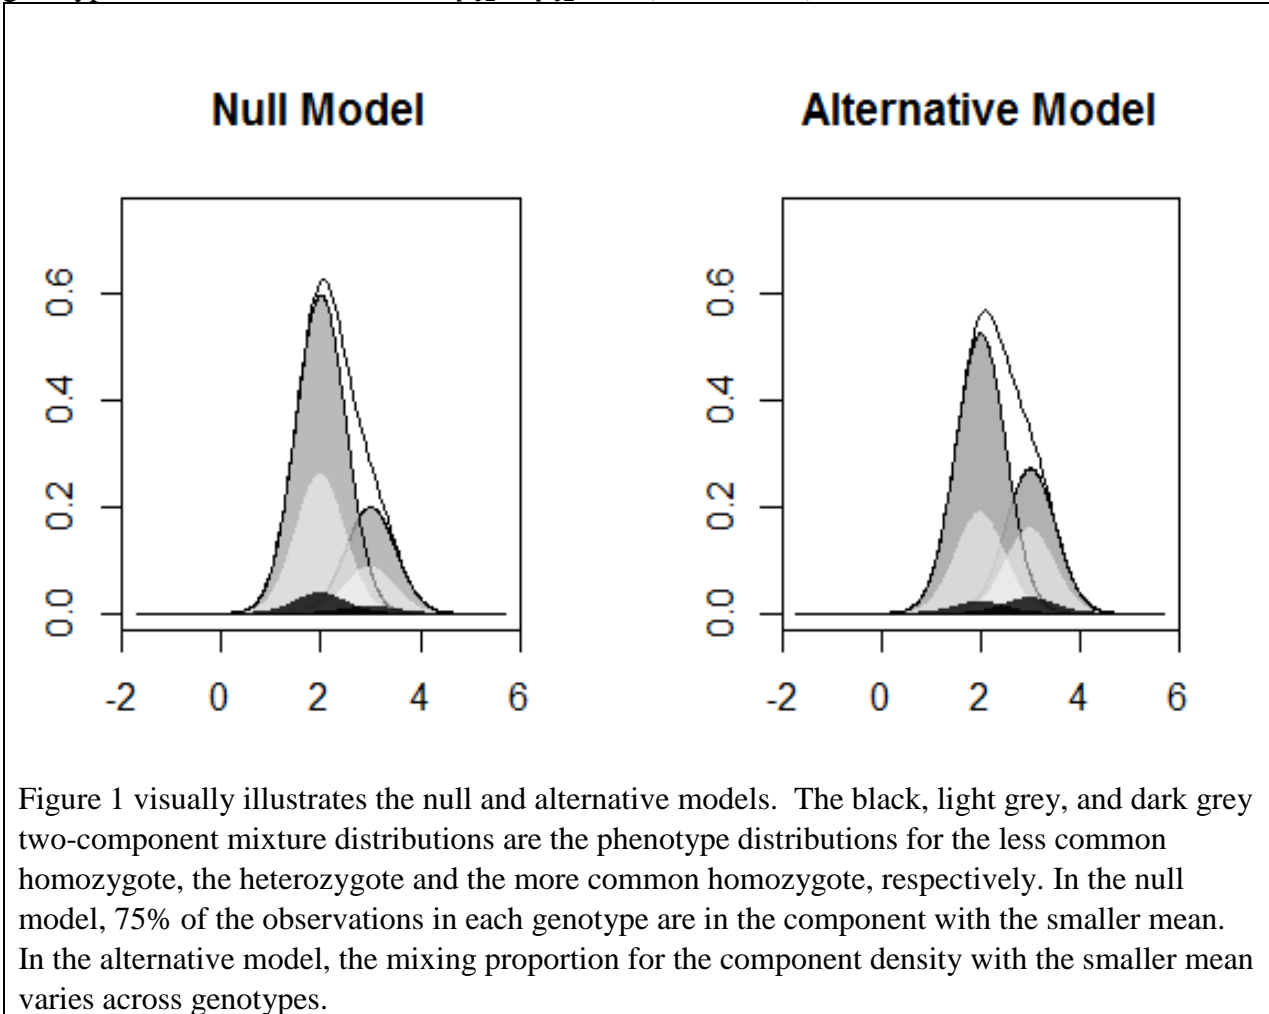 Null Model
Alternative Model
0.0 0.2 0.4 0.6
-2 0 2 4 6
0.0 0.2 0.4 0.6
-2 0 2 4 6
Figure 1 visually illustrates the null and alternative models.  The black, light grey, and dark grey
two-component mixture distributions are the phenotype distributions for the less common
homozygote, the heterozygote and the more common homozygote, respectively. In the null
model, 75% of the observations in each genotype are in the component with the smaller mean.
In the alternative model, the mixing proportion for the component density with the smaller mean
varies across genotypes.